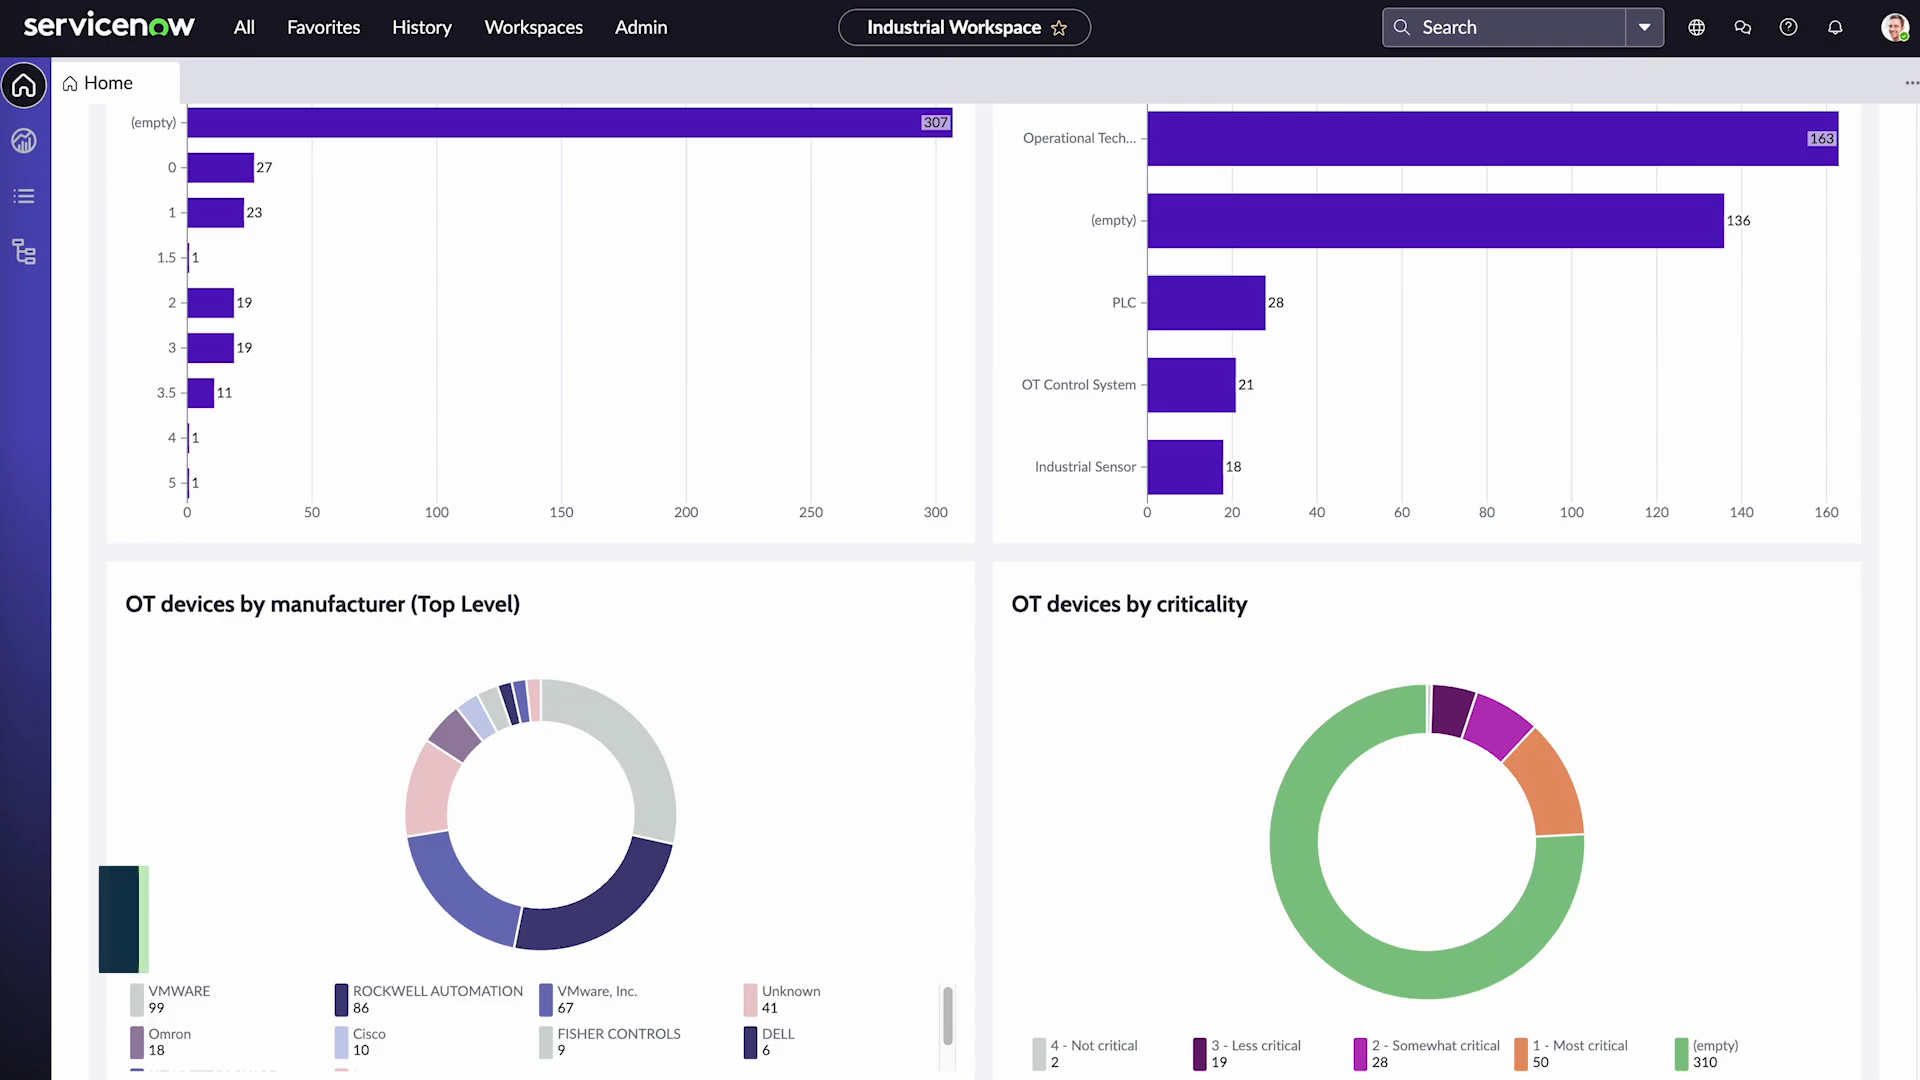 servicenow
All
Favorites
History
Workspaces
Admin
Industrial Workspace
Search
Home
(empty)
307
0
27
1
23
1.5
1
2
19
3
19
3.5
11
4
1
5
1
0
50
100
150
200
250
300
Operational Tech...
163
(empty)
136
PLC
28
OT Control System
21
Industrial Sensor
18
0
20
40
60
80
100
120
140
160
OT devices by manufacturer (Top Level)
VMWARE
99
ROCKWELL AUTOMATION
86
VMware, Inc.
67
Unknown
41
Omron
18
Cisco
10
FISHER CONTROLS
9
DELL
6
OT devices by criticality
4 - Not critical
2
3 - Less critical
19
2 - Somewhat critical
28
1 - Most critical
50
(empty)
310